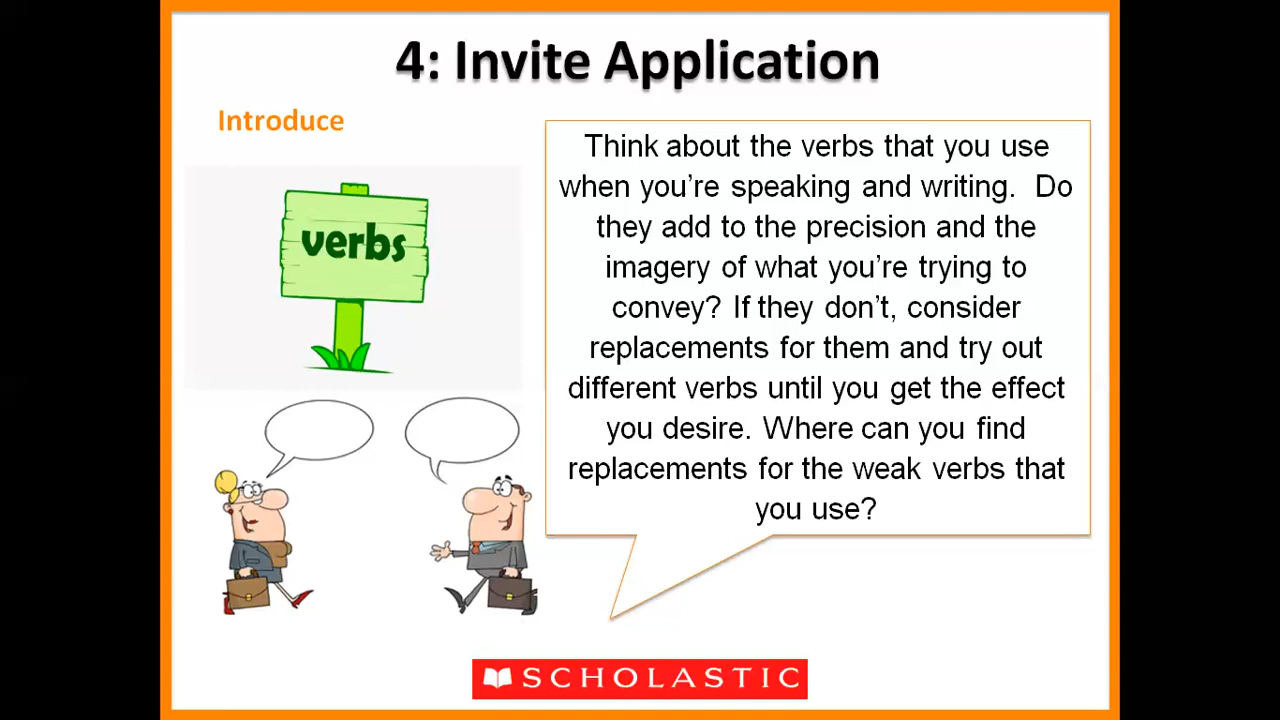 4: Invite Application
Introduce
verbs
Think about the verbs that you use
when you’re speaking and writing.  Do
they add to the precision and the
imagery of what you’re trying to
convey? If they don’t, consider
replacements for them and try out
different verbs until you get the effect
you desire. Where can you find
replacements for the weak verbs that
you use?
SCHOLASTIC